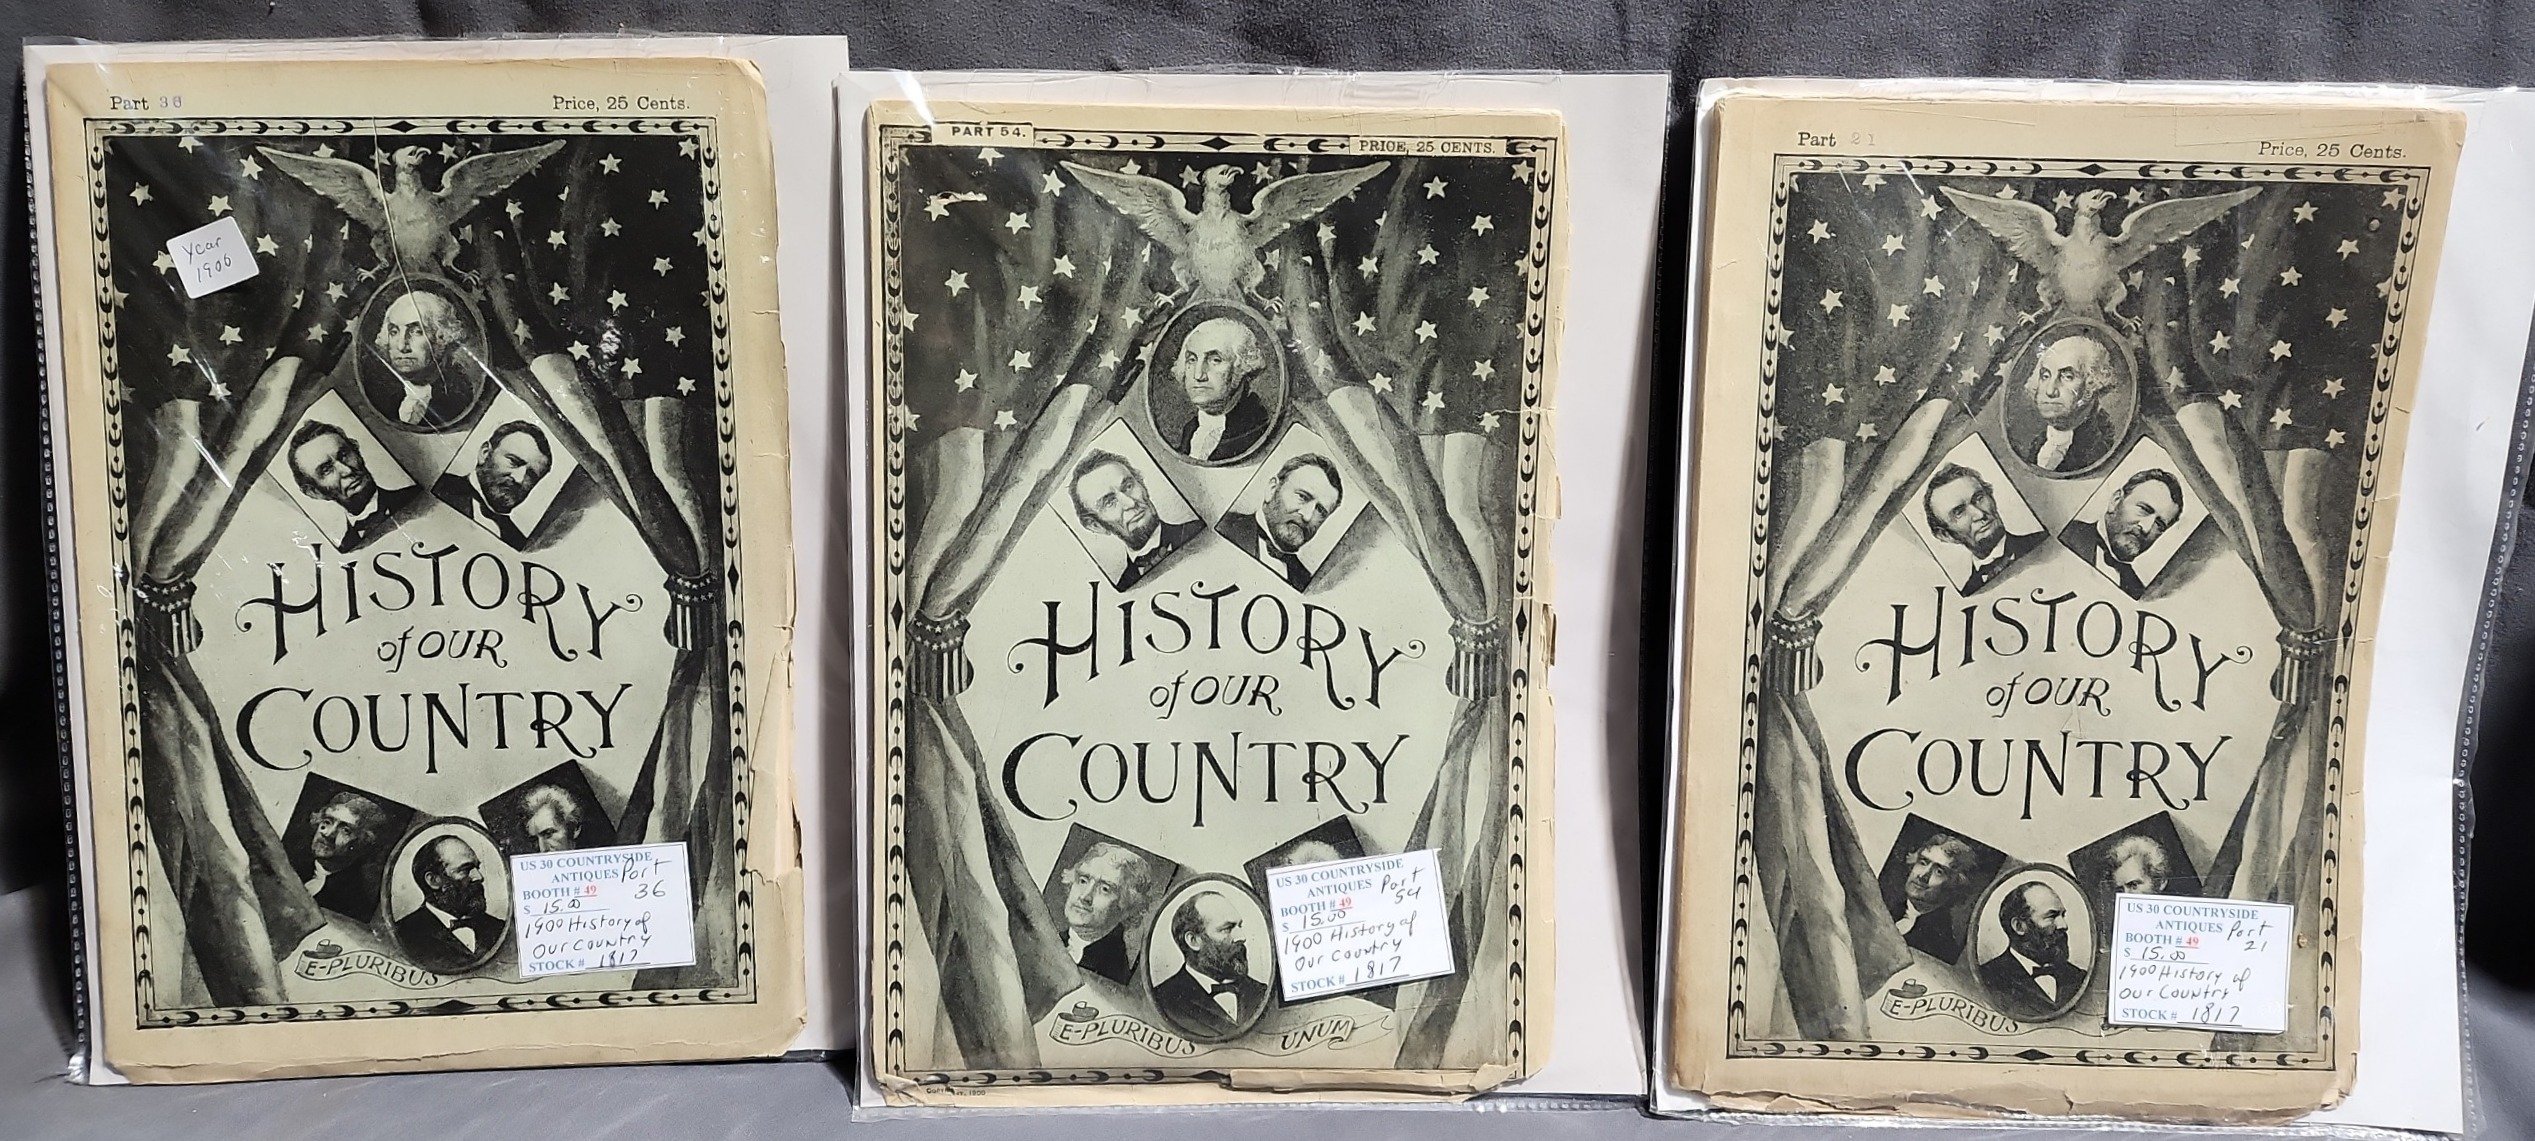 Part 36
Price, 25 Cents.
Year
1900
HISTORY
of OUR
COUNTRY
US 30 COUNTRYSIDE
ANTIQUES Part
BOOTH # 49 36
$ 15.00
1900 History of
Our Country
STOCK# 1817
E-PLURIBUS
PART 54.
PRICE, 25 CENTS.
HISTORY
of OUR
COUNTRY
US 30 COUNTRYSIDE
ANTIQUES Part
BOOTH # 49 54
$ 15.00
1900 History of
Our Country
STOCK# 1817
E-PLURIBUS
UNUM
Part 21
Price, 25 Cents.
HISTORY
of OUR
COUNTRY
US 30 COUNTRYSIDE
ANTIQUES Part
BOOTH # 49 21
$ 15.00
1900 History of
Our Country
STOCK# 1817
E-PLURIBUS